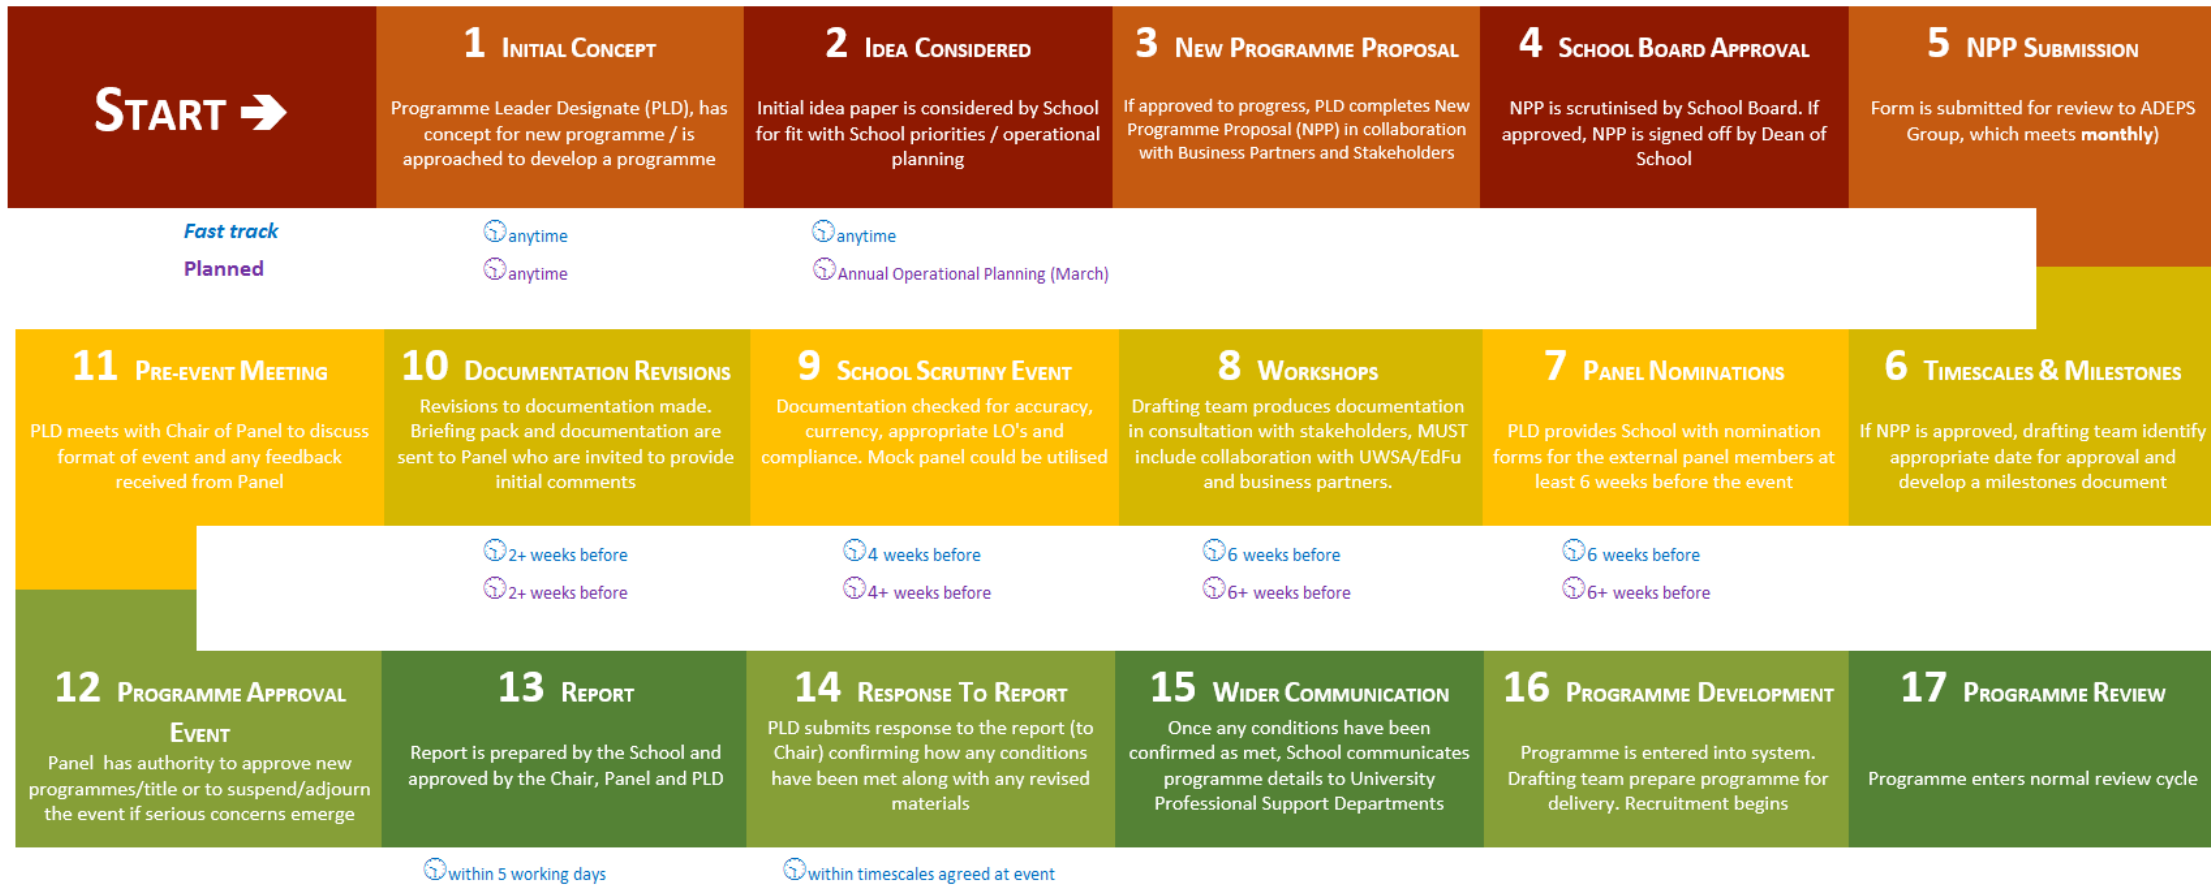 START ➔
1 INITIAL CONCEPT
Programme Leader Designate (PLD), has
concept for new programme / is
approached to develop a programme
2 IDEA CONSIDERED
Initial idea paper is considered by School
for fit with School priorities / operational
planning
3 NEW PROGRAMME PROPOSAL
If approved to progress, PLD completes New
Programme Proposal (NPP) in collaboration
with Business Partners and Stakeholders
4 SCHOOL BOARD APPROVAL
NPP is scrutinised by School Board. If
approved, NPP is signed off by Dean of
School
5 NPP SUBMISSION
Form is submitted for review to ADEPS
Group, which meets monthly)
Fast track
anytime
anytime
Planned
anytime
Annual Operational Planning (March)
6 TIMESCALES & MILESTONES
If NPP is approved, drafting team identify
appropriate date for approval and
develop a milestones document
7 PANEL NOMINATIONS
PLD provides School with nomination
forms for the external panel members at
least 6 weeks before the event
6 weeks before
6+ weeks before
8 WORKSHOPS
Drafting team produces documentation
in consultation with stakeholders, MUST
include collaboration with UWSA/EdFu
and business partners.
6 weeks before
6+ weeks before
9 SCHOOL SCRUTINY EVENT
Documentation checked for accuracy,
currency, appropriate LO's and
compliance. Mock panel could be utilised
4 weeks before
4+ weeks before
10 DOCUMENTATION REVISIONS
Revisions to documentation made.
Briefing pack and documentation are
sent to Panel who are invited to provide
initial comments
2+ weeks before
2+ weeks before
11 PRE-EVENT MEETING
PLD meets with Chair of Panel to discuss
format of event and any feedback
received from Panel
12 PROGRAMME APPROVAL
EVENT
Panel has authority to approve new
programmes/title or to suspend/adjourn
the event if serious concerns emerge
13 REPORT
Report is prepared by the School and
approved by the Chair, Panel and PLD
within 5 working days
14 RESPONSE TO REPORT
PLD submits response to the report (to
Chair) confirming how any conditions
have been met along with any revised
materials
within timescales agreed at event
15 WIDER COMMUNICATION
Once any conditions have been
confirmed as met, School communicates
programme details to University
Professional Support Departments
16 PROGRAMME DEVELOPMENT
Programme is entered into system.
Drafting team prepare programme for
delivery. Recruitment begins
17 PROGRAMME REVIEW
Programme enters normal review cycle